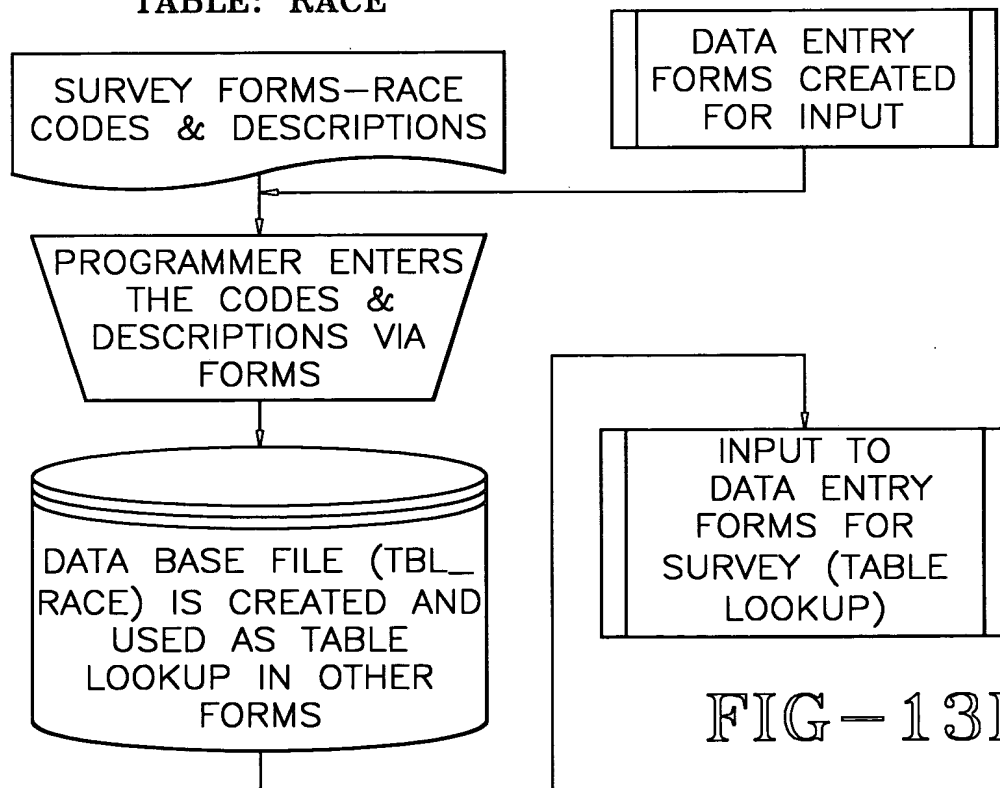 TABLE: RACE
SURVEY FORMS—RACE
CODES & DESCRIPTIONS
DATA ENTRY
FORMS CREATED
FOR INPUT
PROGRAMMER ENTERS
THE CODES &
DESCRIPTIONS VIA
FORMS
DATA BASE FILE (TBL_
RACE) IS CREATED AND
USED AS TABLE
LOOKUP IN OTHER
FORMS
INPUT TO
DATA ENTRY
FORMS FOR
SURVEY (TABLE
LOOKUP)